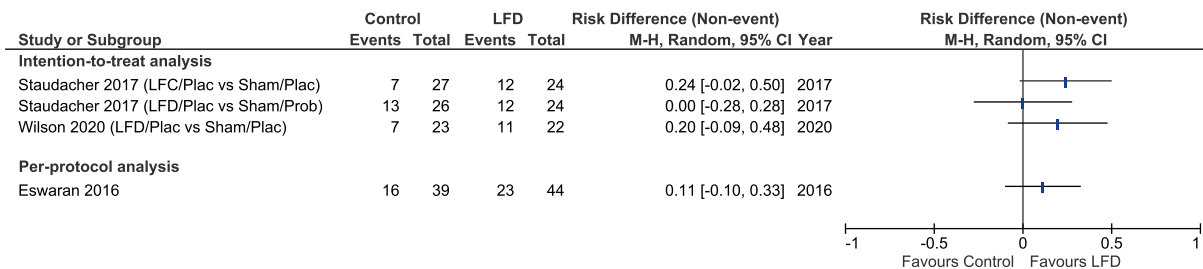 Control LFD Risk Difference (Non-event) Risk Difference (Non-event)
Study or Subgroup Events Total Events Total M-H, Random, 95% CI Year M-H, Random, 95% CI
Intention-to-treat analysis
Staudacher 2017 (LFC/Plac vs Sham/Plac) 7 27 12 24 0.24 [-0.02, 0.50] 2017
Staudacher 2017 (LFD/Plac vs Sham/Prob) 13 26 12 24 0.00 [-0.28, 0.28] 2017
Wilson 2020 (LFD/Plac vs Sham/Plac) 7 23 11 22 0.20 [-0.09, 0.48] 2020
Per-protocol analysis
Eswaran 2016 16 39 23 44 0.11 [-0.10, 0.33] 2016
-1 -0.5 0 0.5 1
Favours Control Favours LFD